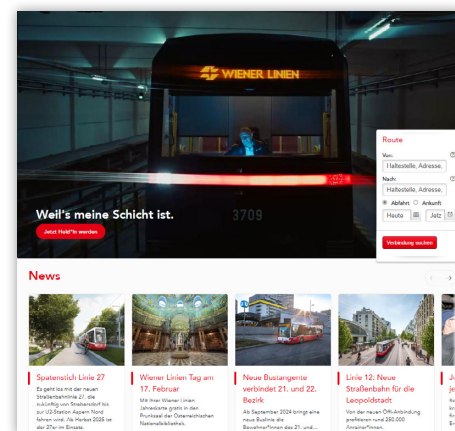 WIENER LINIEN
3709
Weil's meine Schicht ist.
Jetzt Held*in werden
Route
Von:
Haltestelle, Adresse,
Nach:
Haltestelle, Adresse,
Abfahrt Ankunft
Heute Jetz
Verbindung suchen
News
Spatenstich Linie 27
Es geht los mit der neuen
Straßenbahnlinie 27, die
zukünftig von Strebersdorf bis
zur U2-Station Aspern Nord
fahren wird. Ab Herbst 2025 ist
der 27er im Einsatz.
Wiener Linien Tag am
17. Februar
Mit Ihrer Wiener Linien
Jahreskarte gratis in den
Prunksaal der Österreichischen
Nationalbibliothek.
Neue Bustangente
verbindet 21. und 22.
Bezirk
Ab September 2024 bringt eine
neue Buslinie die
Bewohner*innen des 21. und...
Linie 12: Neue
Straßenbahn für die
Leopoldstadt
Von der neuen Öffi-Anbindung
profitieren rund 250.000
Anrainer*innen.